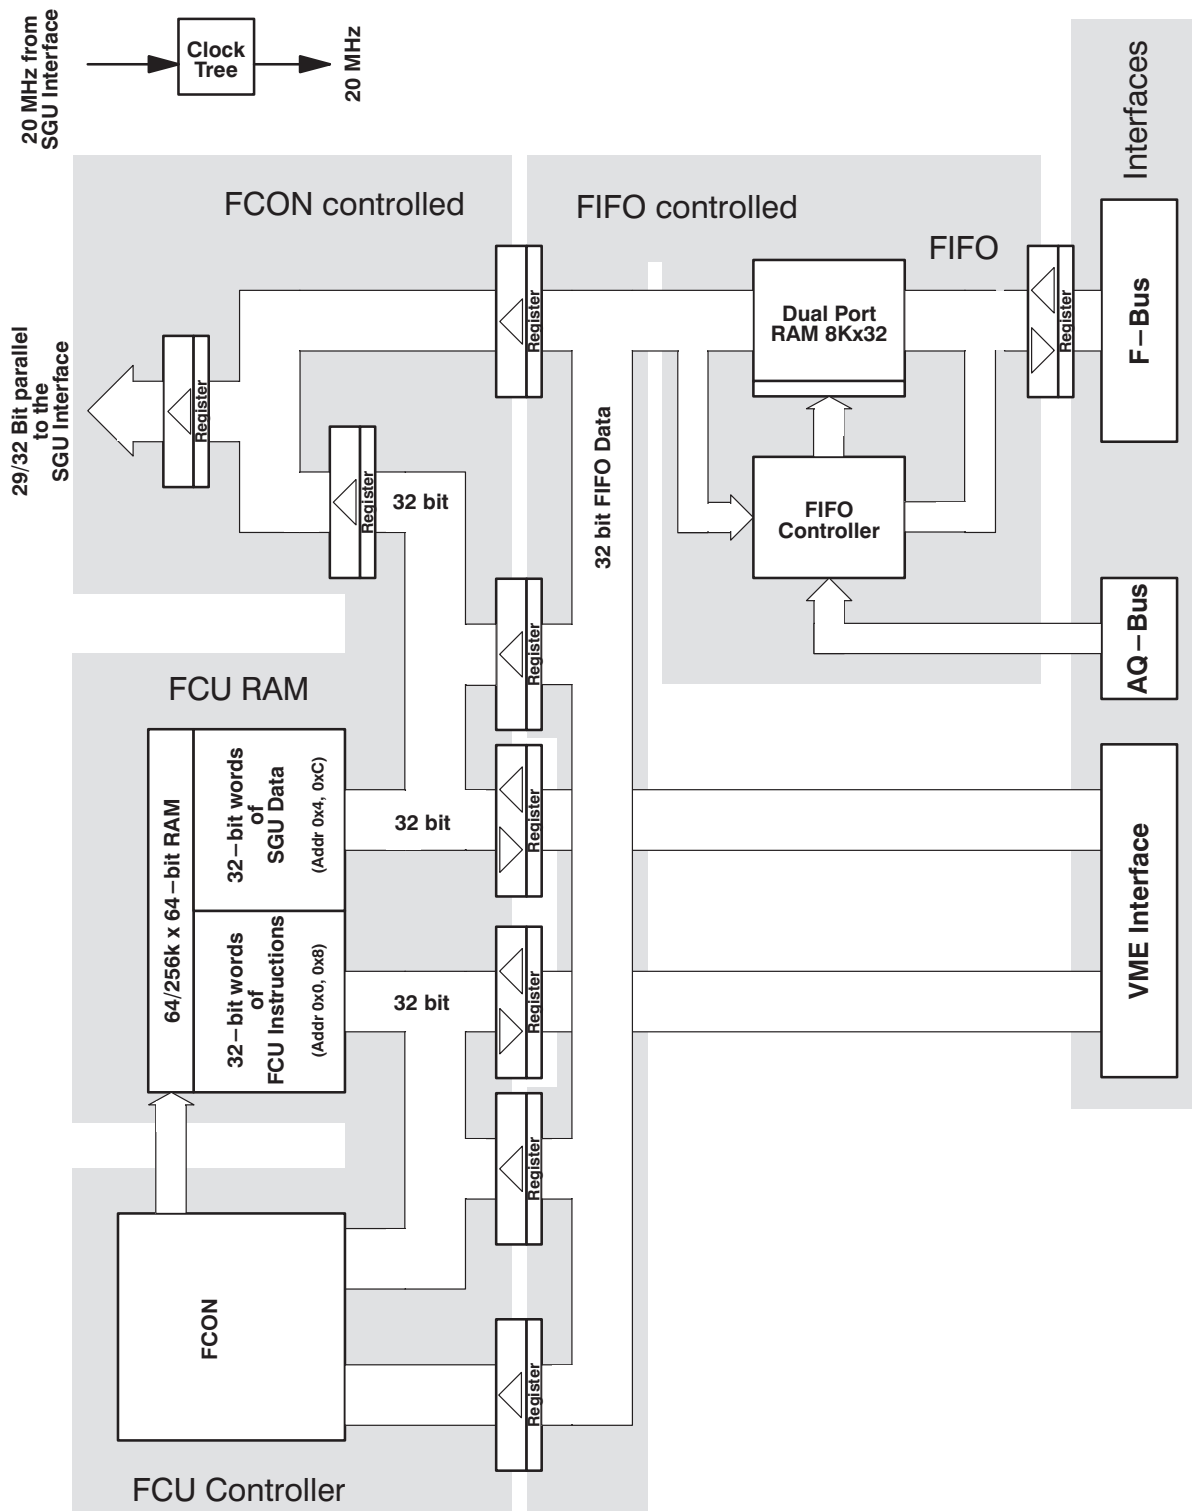 20 MHz from
SGU Interface
Clock
Tree
20 MHz
Interfaces
FCON controlled
FIFO controlled
FIFO
29/32 Bit parallel
to the
SGU Interface
Register
Register
Register
Dual Port
RAM 8Kx32
Register
F−Bus
32 bit
32 bit FIFO Data
FIFO
Controller
Register
AQ−Bus
FCU RAM
64/256k x 64−bit RAM
32−bit words
of
SGU Data
(Addr 0x4, 0xC)
32 bit
Register
32−bit words
of
FCU Instructions
(Addr 0x0, 0x8)
32 bit
Register
VME Interface
Register
FCON
Register
FCU Controller